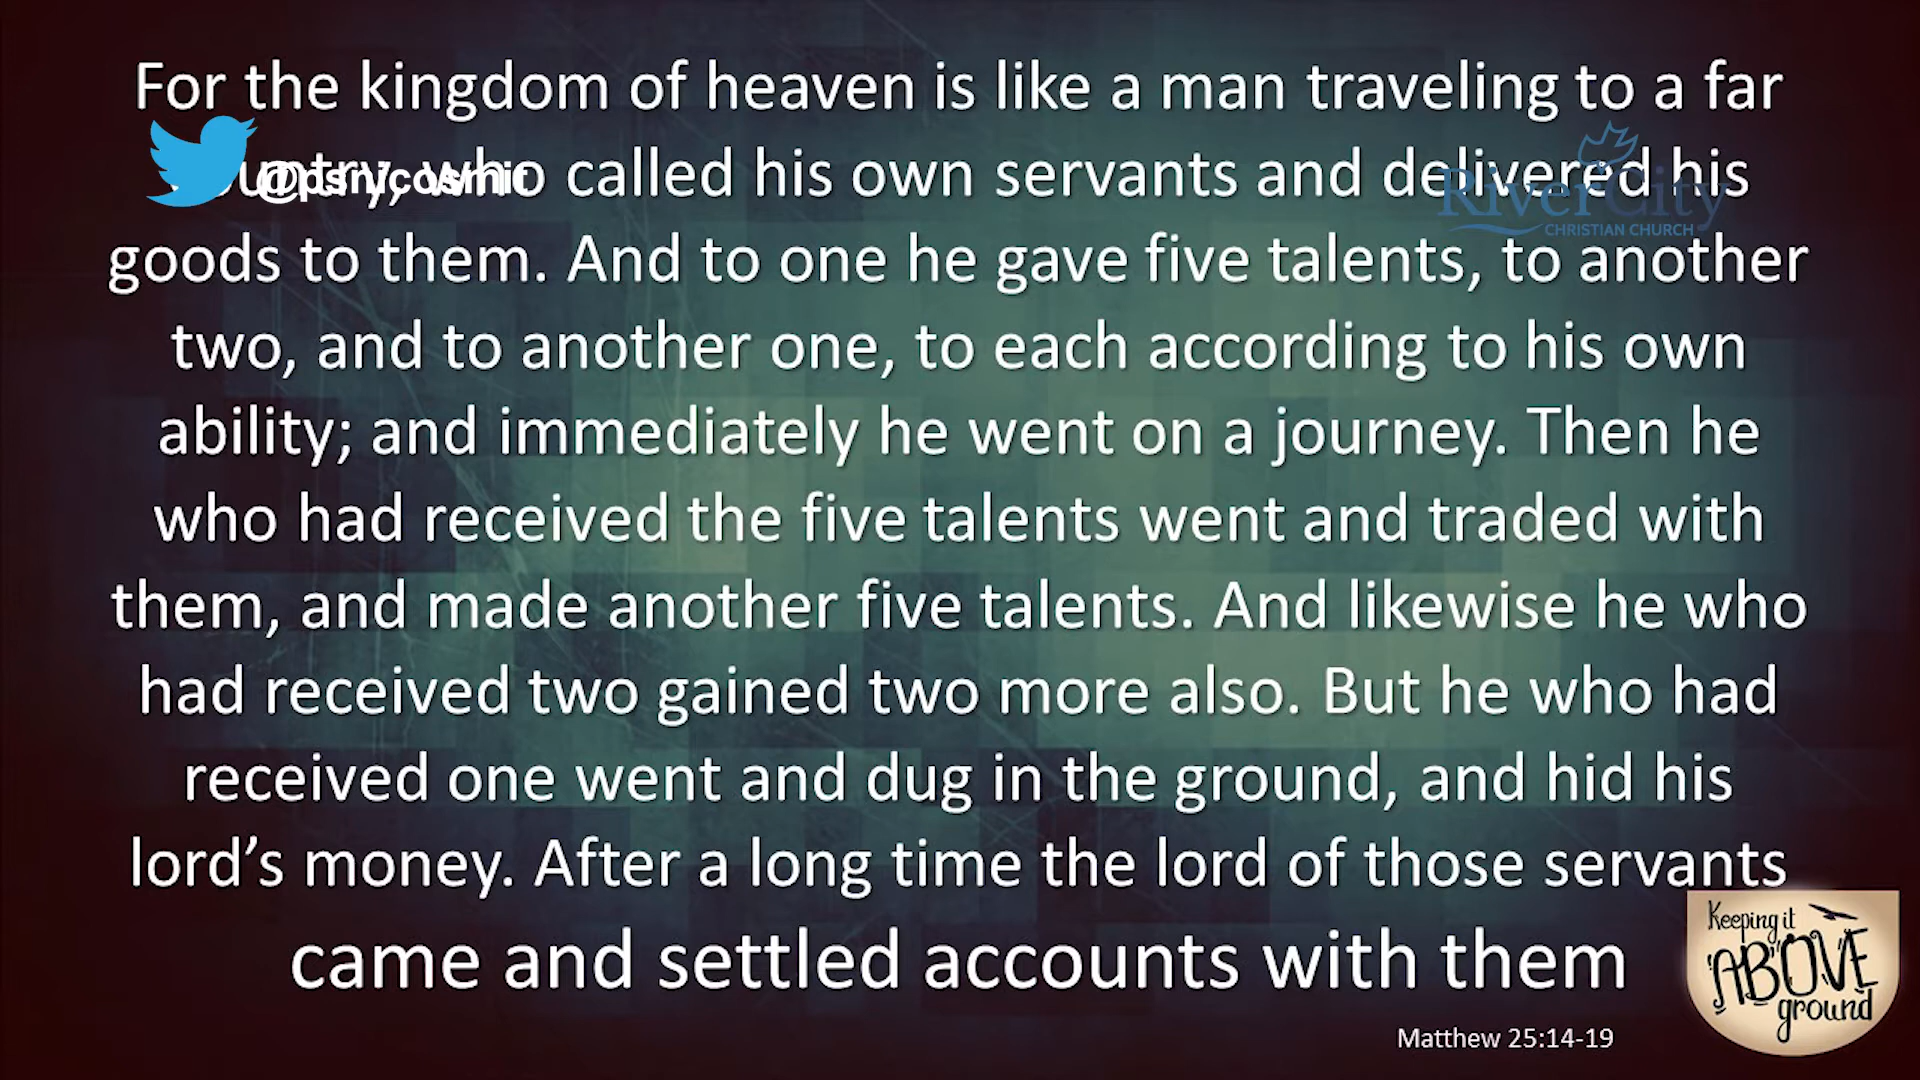 For the kingdom of heaven is like a man traveling to a far
country, who called his own servants and delivered his
@psnycosmit
RiverCity
CHRISTIAN CHURCH
goods to them. And to one he gave five talents, to another
two, and to another one, to each according to his own
ability; and immediately he went on a journey. Then he
who had received the five talents went and traded with
them, and made another five talents. And likewise he who
had received two gained two more also. But he who had
received one went and dug in the ground, and hid his
lord’s money. After a long time the lord of those servants
came and settled accounts with them
Keeping it
ABOVE
ground
Matthew 25:14-19